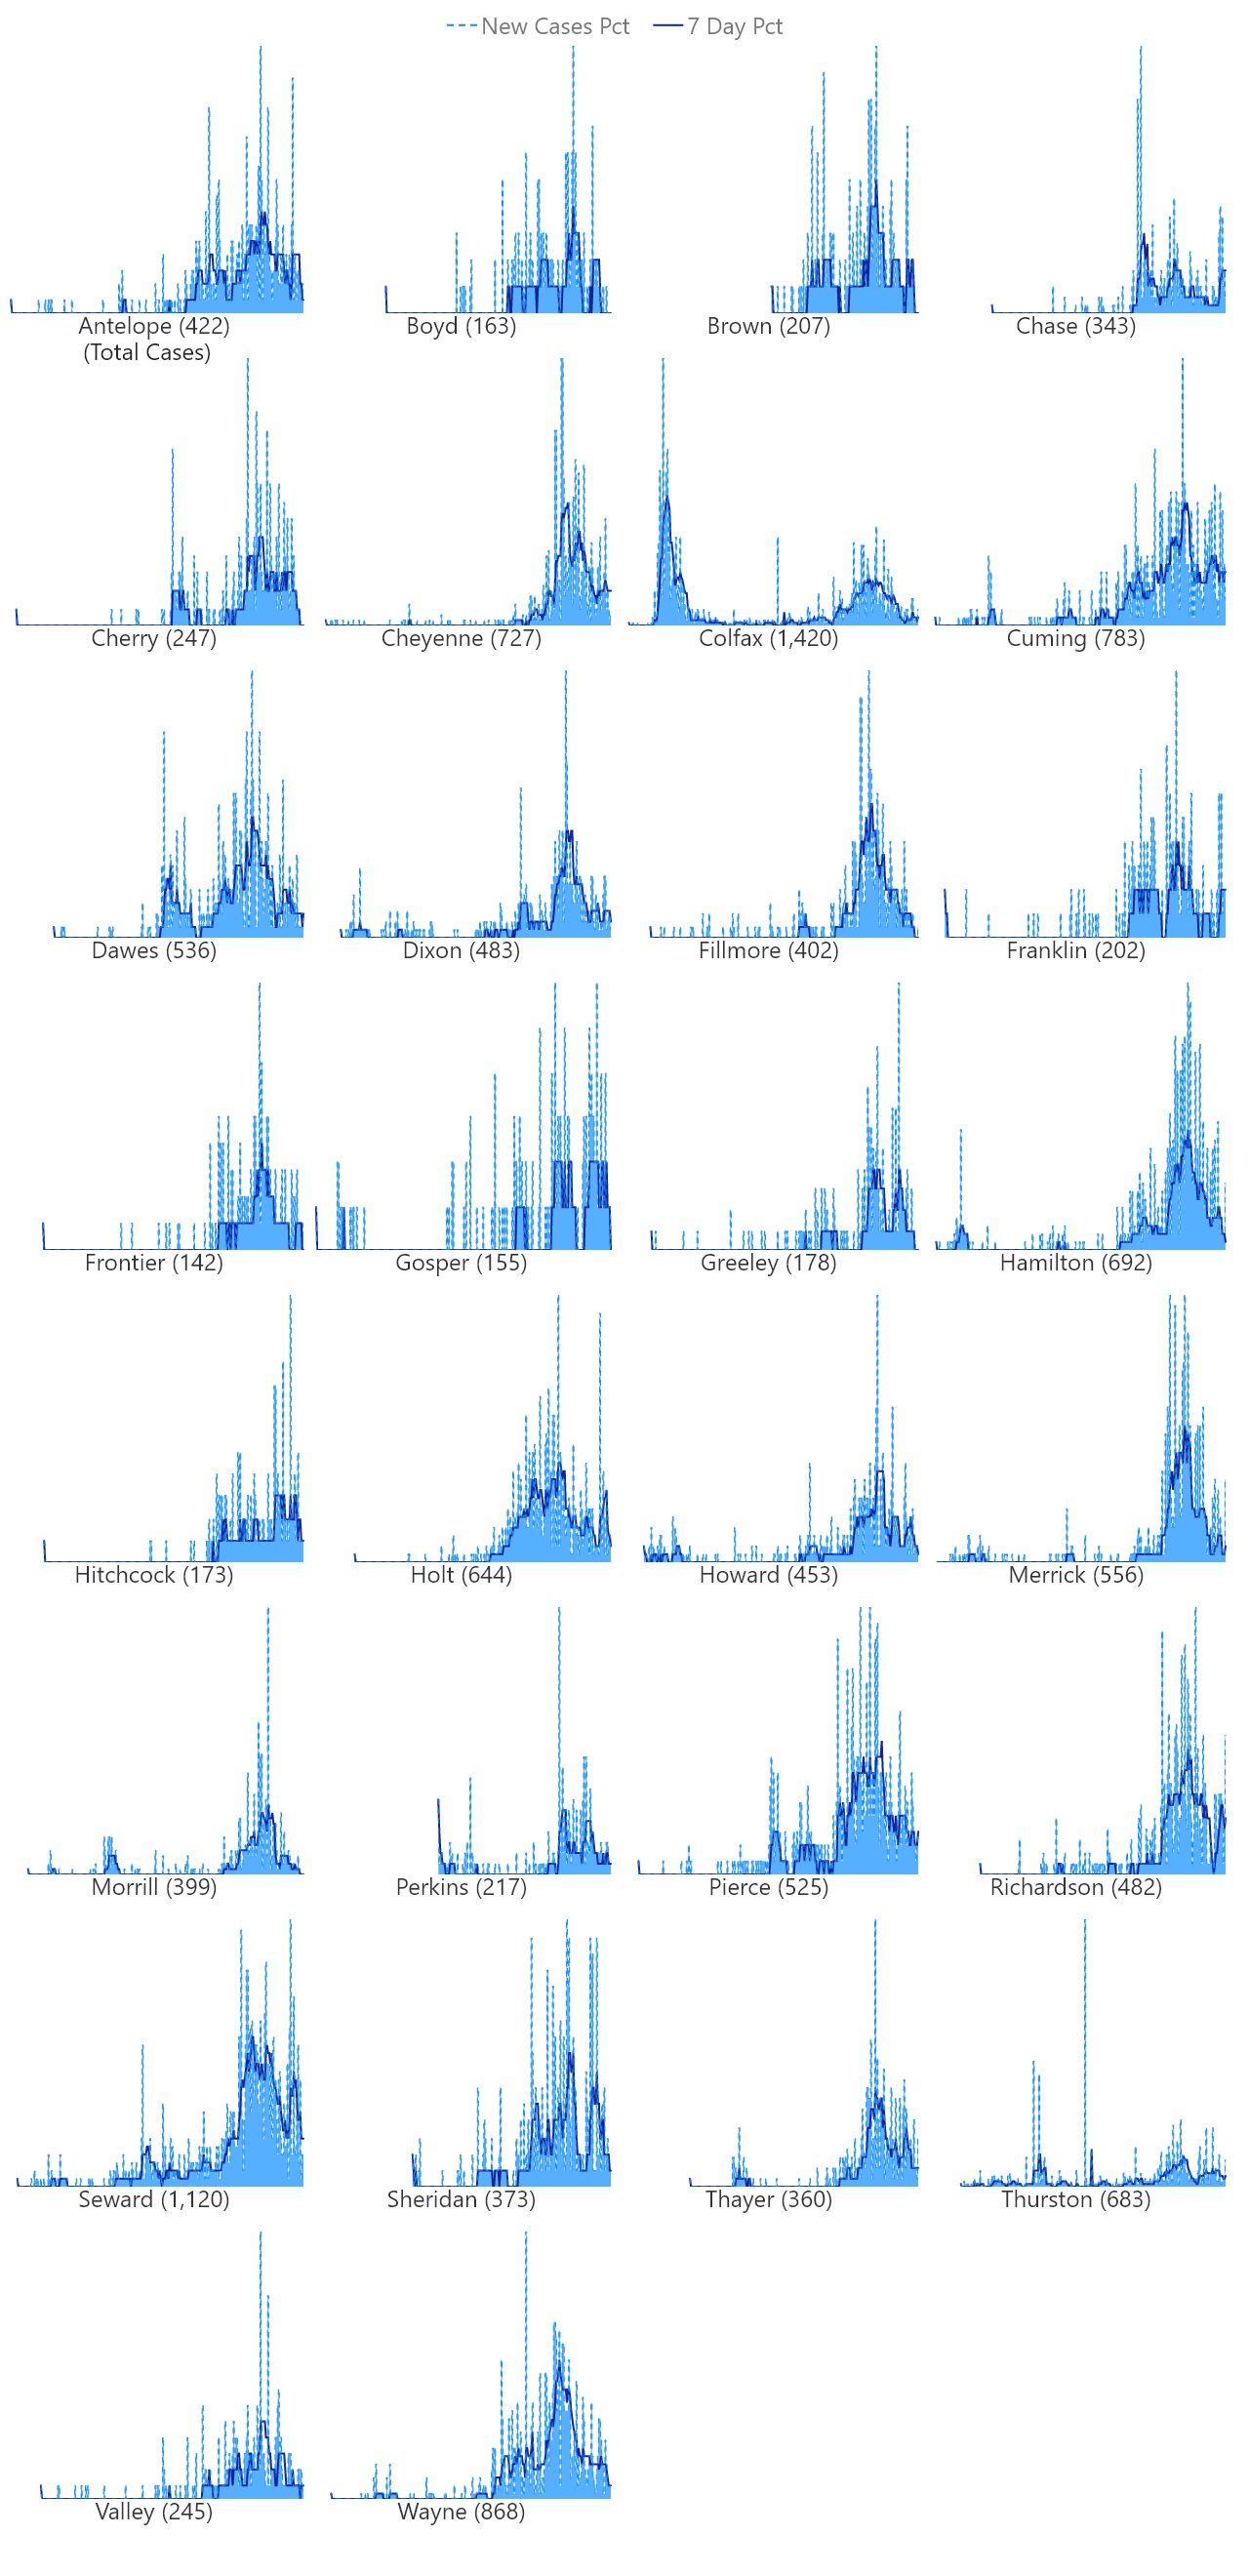 New Cases Pct 7 Day Pct
Antelope (422) Boyd (163) Brown (207) Chase (343)
(Total Cases)
Cherry (247) Cheyenne (727) Colfax (1,420) Cuming (783)
Dawes (536) Dixon (483) Fillmore (402) Franklin (202)
Frontier (142) Gosper (155) Greeley (178) Hamilton (692)
Hitchcock (173) Holt (644) Howard (453) Merrick (556)
Morrill (399) Perkins (217) Pierce (525) Richardson (482)
Seward (1,120) Sheridan (373) Thayer (360) Thurston (683)
Valley (245) Wayne (868)